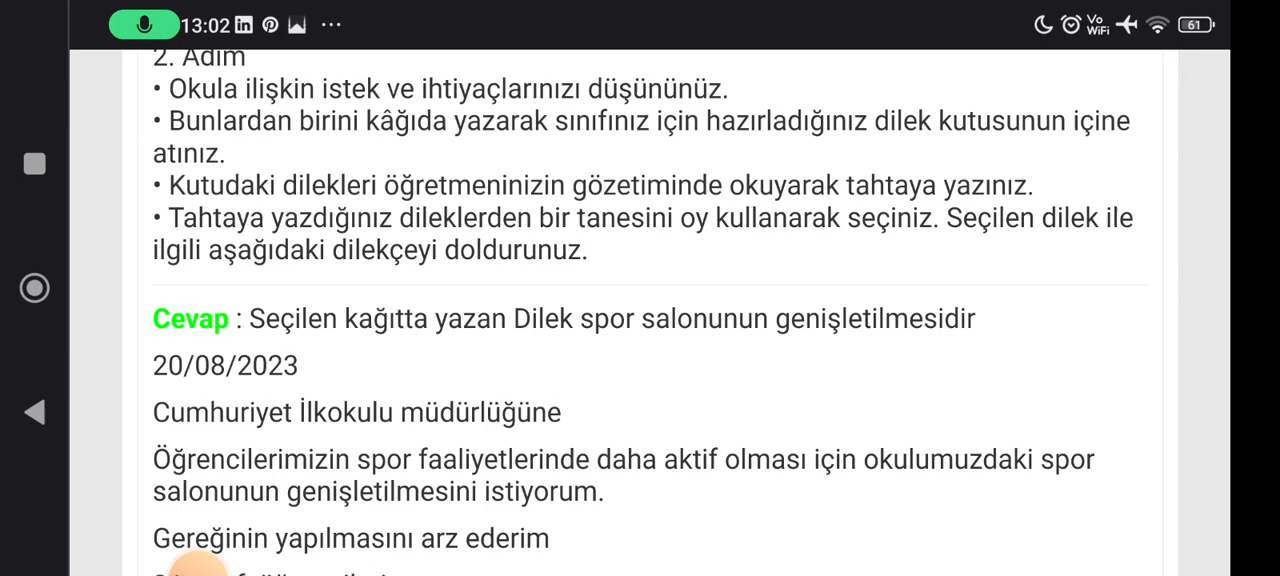 13:02
Vo WiFi
61
2. Adım
• Okula ilişkin istek ve ihtiyaçlarınızı düşününüz.
• Bunlardan birini kâğıda yazarak sınıfınız için hazırladığınız dilek kutusunun içine
atınız.
• Kutudaki dilekleri öğretmeninizin gözetiminde okuyarak tahtaya yazınız.
• Tahtaya yazdığınız dileklerden bir tanesini oy kullanarak seçiniz. Seçilen dilek ile
ilgili aşağıdaki dilekçeyi doldurunuz.
Cevap : Seçilen kağıtta yazan Dilek spor salonunun genişletilmesidir
20/08/2023
Cumhuriyet İlkokulu müdürlüğüne
Öğrencilerimizin spor faaliyetlerinde daha aktif olması için okulumuzdaki spor
salonunun genişletilmesini istiyorum.
Gereğinin yapılmasını arz ederim